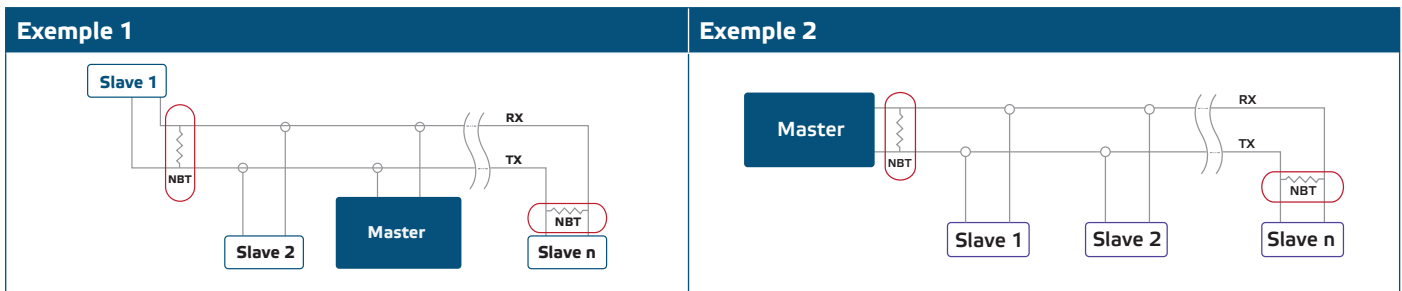 Exemple 1
Slave 1
RX
TX
NBT
NBT
Slave 2
Master
Slave n
Exemple 2
Master
RX
TX
NBT
NBT
Slave 1
Slave 2
Slave n